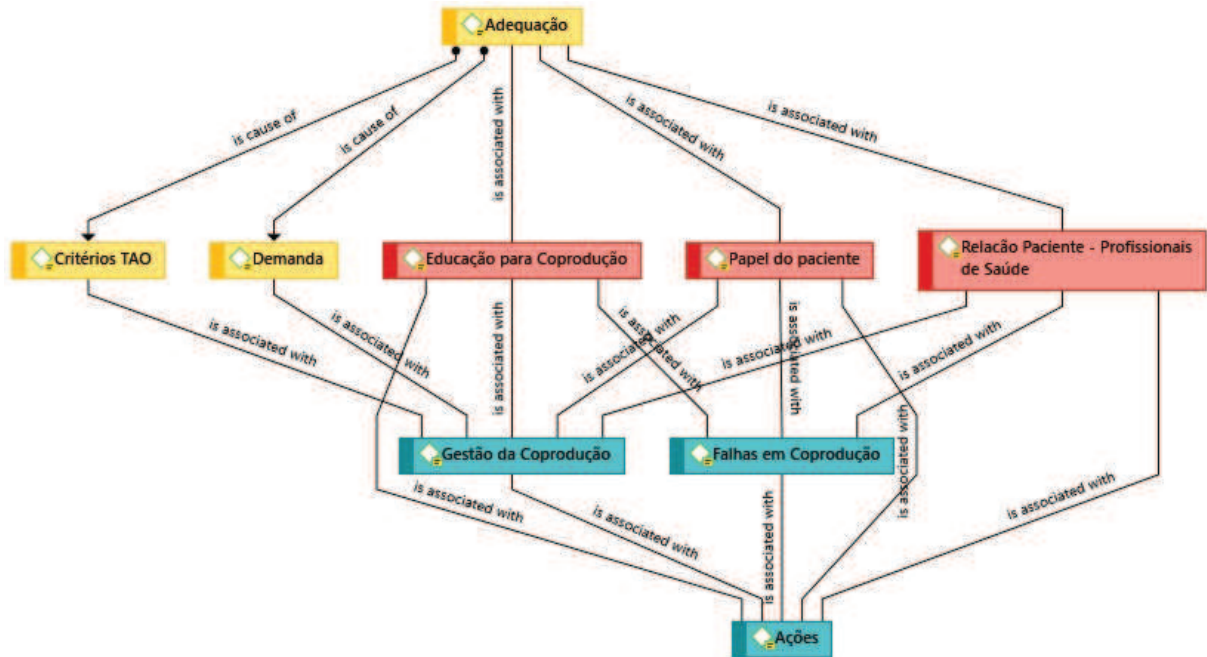 Adequação
is cause of
is cause of
is associated with
is associated with
is associated with
Critérios TAO
Demanda
Educação para Coprodução
Papel do paciente
Relacão Paciente - Profissionais
de Saúde
is associated with
is associated with
is associated with
is associated with
is associated with
is associated with
is associated with
is associated with
Gestão da Coprodução
Falhas em Coprodução
is associated with
is associated with
is associated with
is associated with
is associated with
Ações